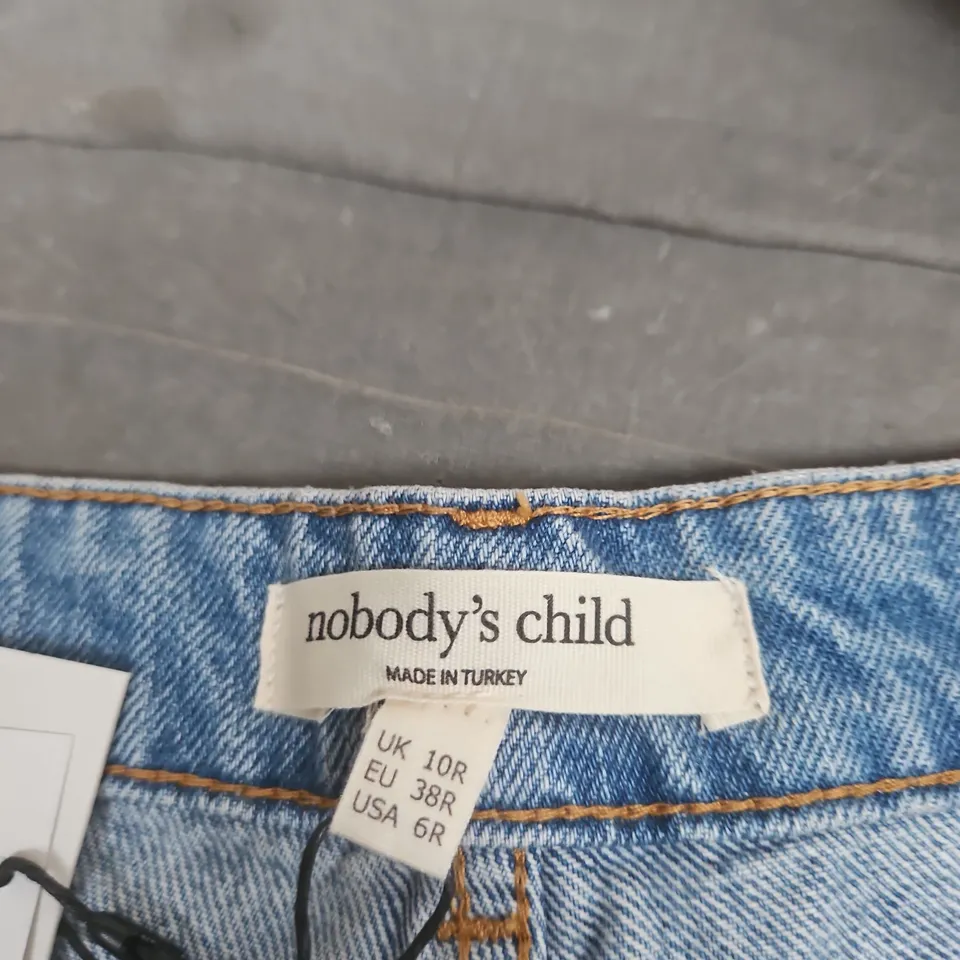 nobody's child
MADE IN TURKEY
UK 10R
EU 38R
USA 6R